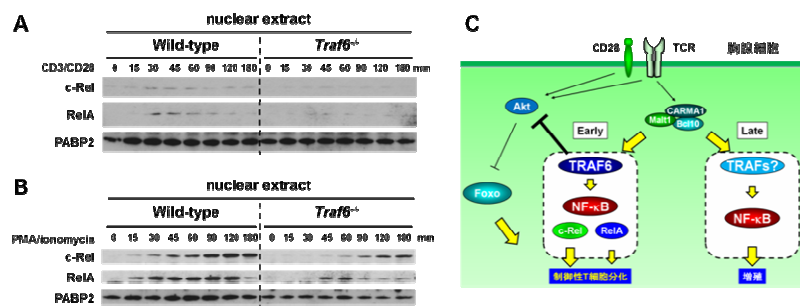 A
nuclear extract
Wild-type Traf6-/-
CD3/CD28 0 15 30 45 60 90 120 180 0 15 30 45 60 90 120 180 min
c-Rel
RelA
PABP2
B
nuclear extract
Wild-type Traf6-/-
PMA/ionomycin 0 15 30 45 60 90 120 180 0 15 30 45 60 90 120 180 min
c-Rel
RelA
PABP2
C
CD28 TCR 胸腺細胞
Akt
CARMA1
Malt1 Bcl10
Early Late
TRAF6 TRAFs?
Foxo
NF-κB NF-κB
c-Rel RelA
制御性T細胞分化 増殖